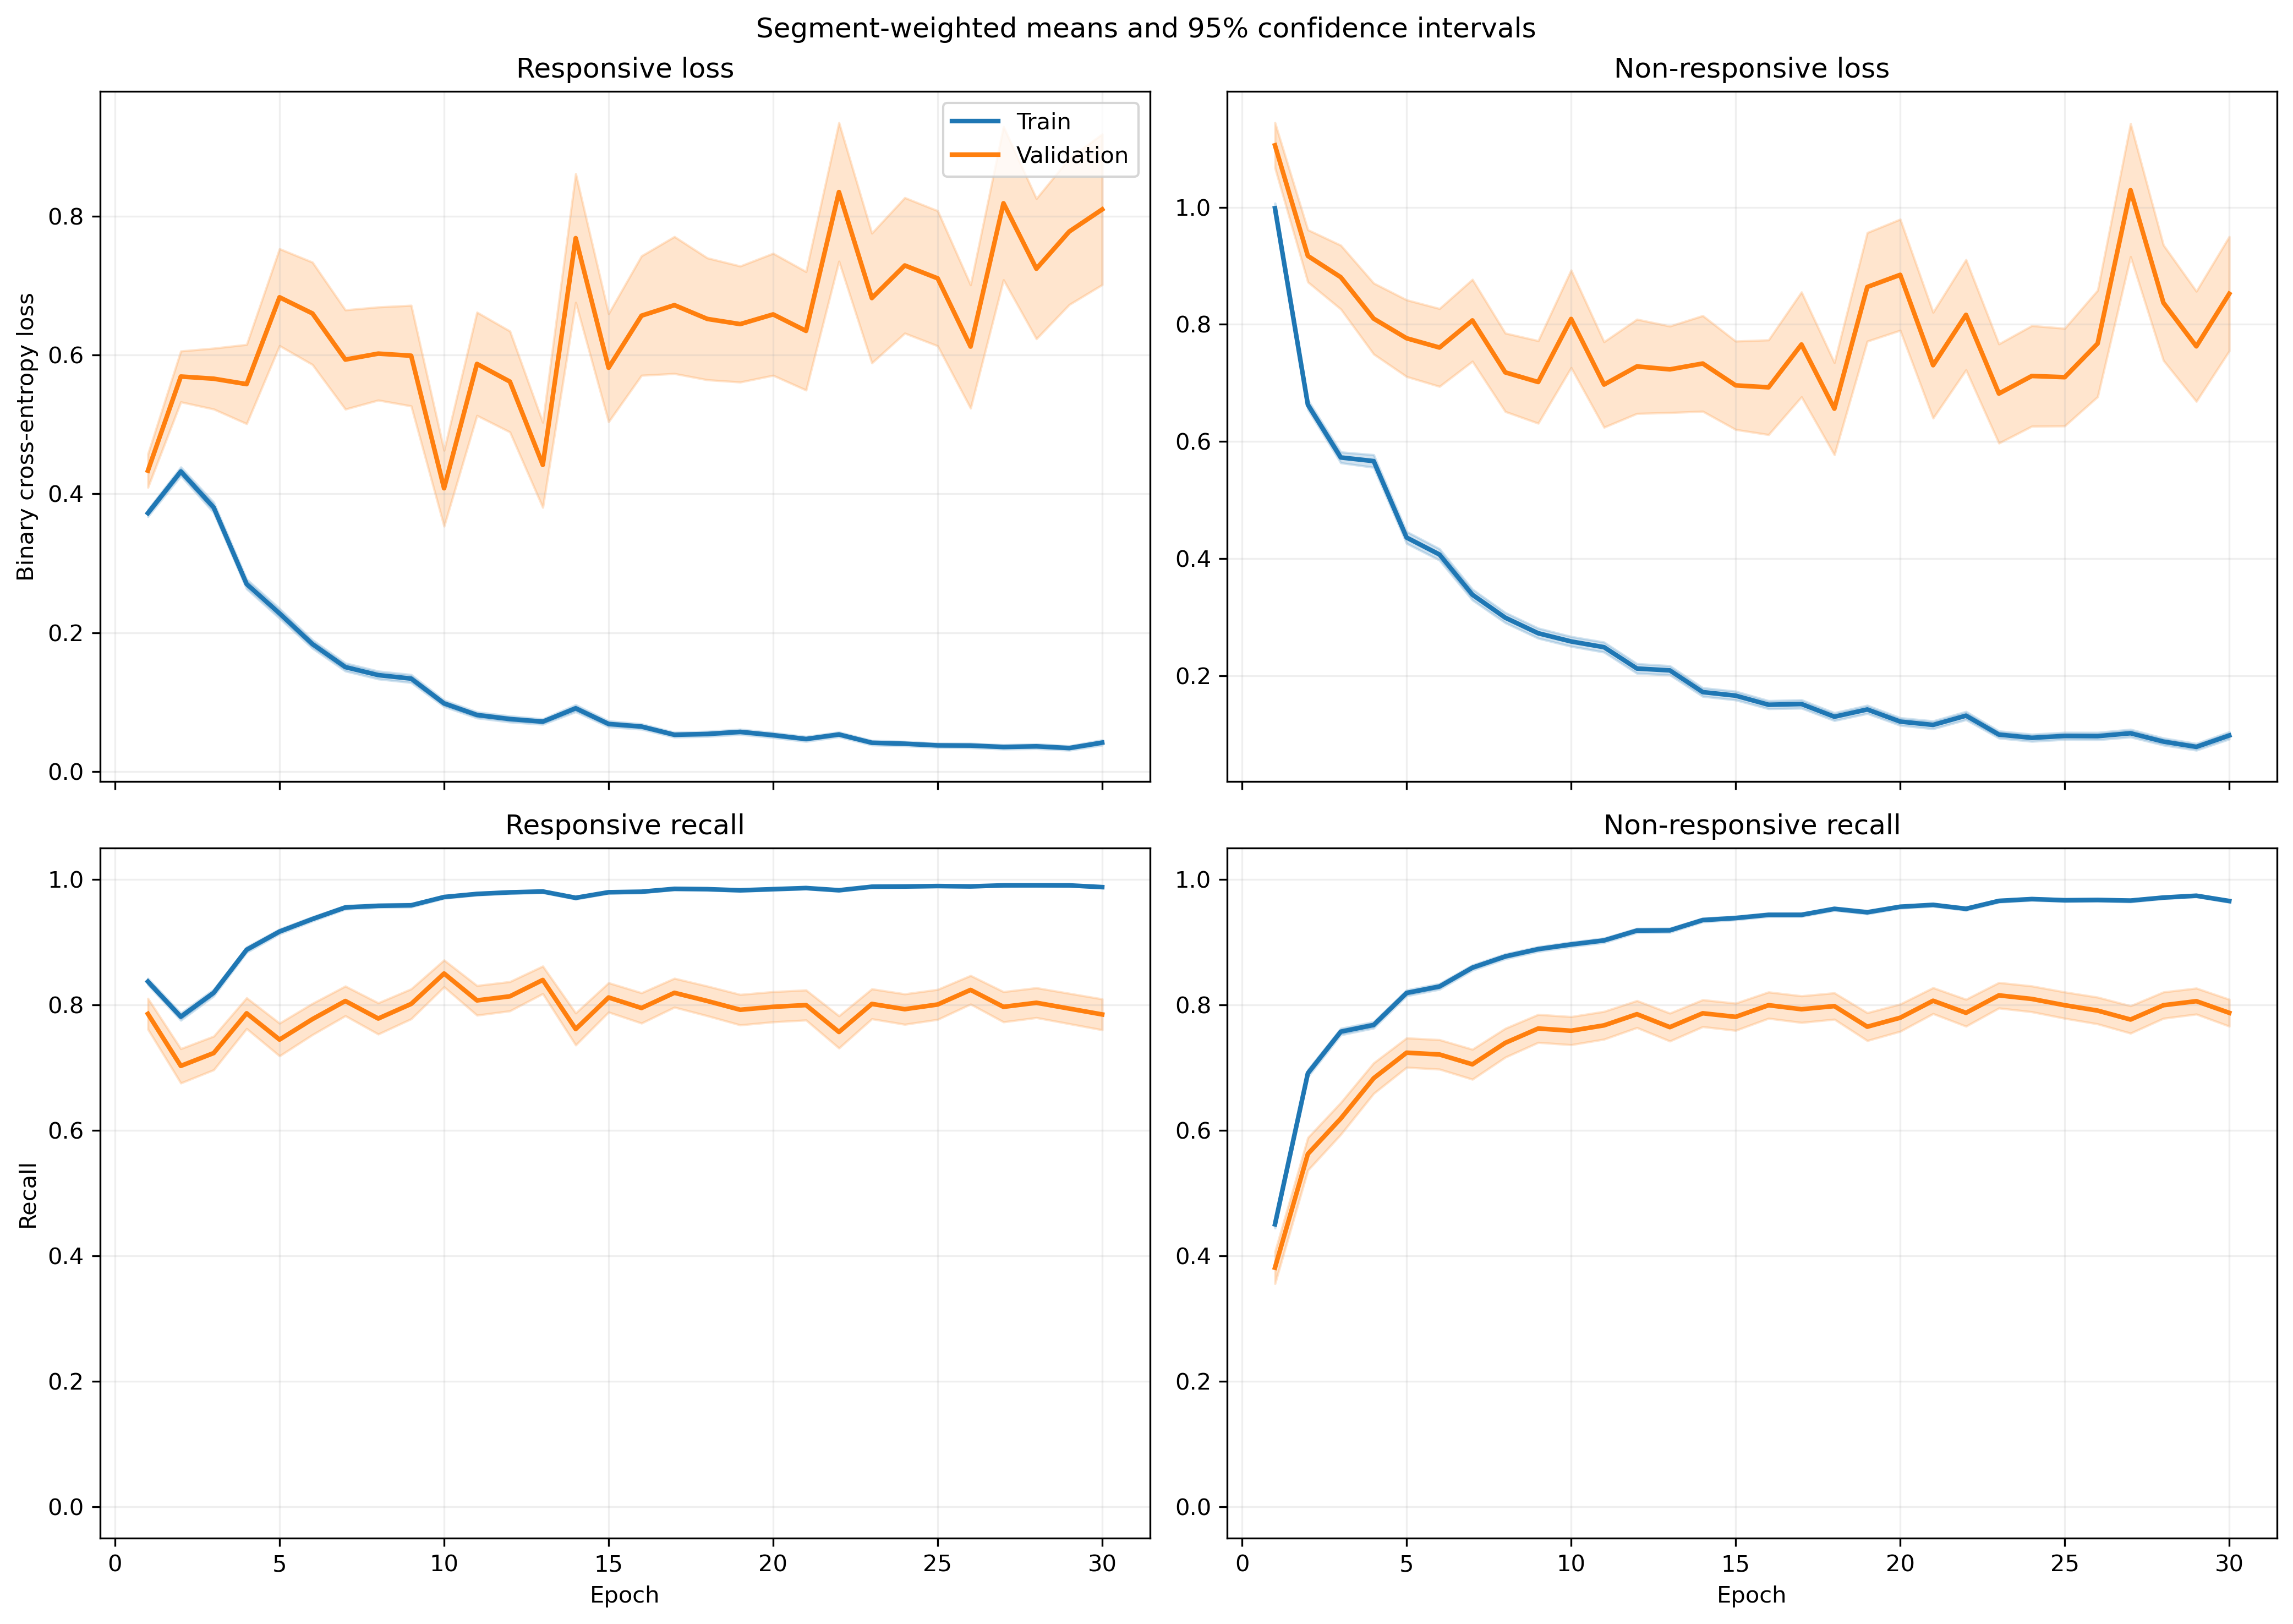 Segment-weighted means and 95% confidence intervals
Responsive loss
Non-responsive loss
Train
Validation
Binary cross-entropy loss
0.8
0.6
0.4
0.2
0.0
1.0
0.8
0.6
0.4
0.2
Responsive recall
Non-responsive recall
Recall
1.0
0.8
0.6
0.4
0.2
0.0
1.0
0.8
0.6
0.4
0.2
0.0
0 5 10 15 20 25 30
0 5 10 15 20 25 30
Epoch
Epoch